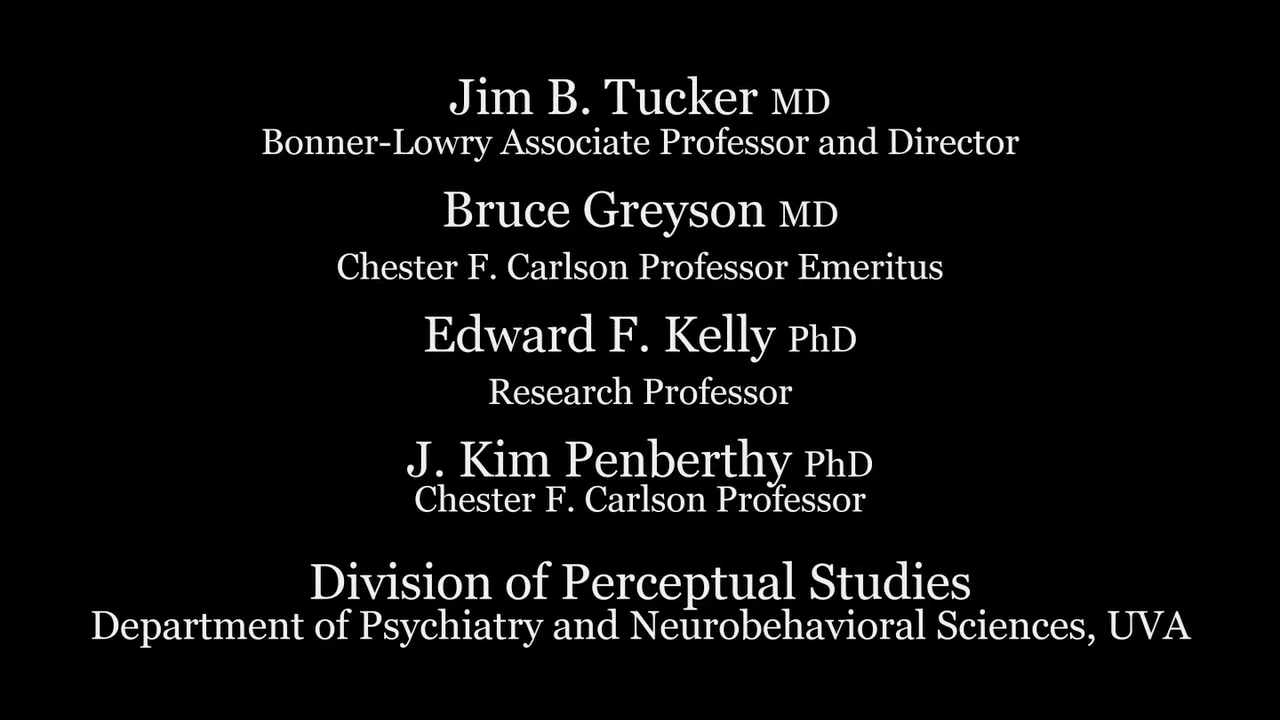 Jim B. Tucker MD
Bonner-Lowry Associate Professor and Director
Bruce Greyson MD
Chester F. Carlson Professor Emeritus
Edward F. Kelly PhD
Research Professor
J. Kim Penberthy PhD
Chester F. Carlson Professor
Division of Perceptual Studies
Department of Psychiatry and Neurobehavioral Sciences, UVA